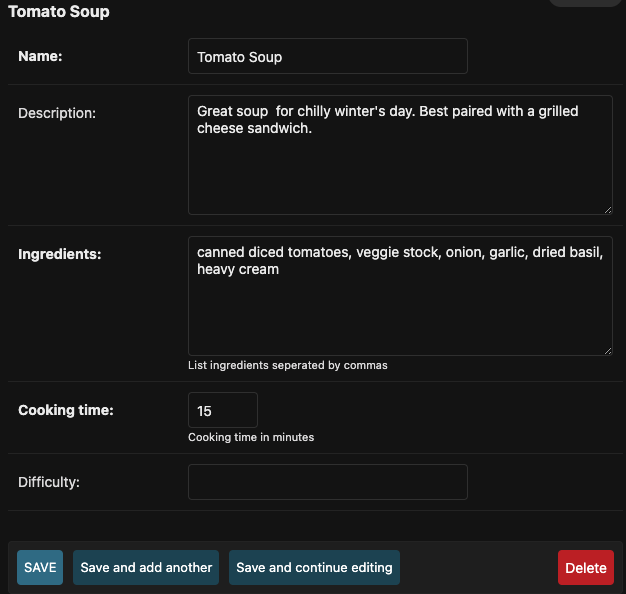 Tomato Soup
Name:
Tomato Soup
Description:
Great soup  for chilly winter's day. Best paired with a grilled
cheese sandwich.
Ingredients:
canned diced tomatoes, veggie stock, onion, garlic, dried basil,
heavy cream
List ingredients seperated by commas
Cooking time:
15
Cooking time in minutes
Difficulty:
SAVE
Save and add another
Save and continue editing
Delete